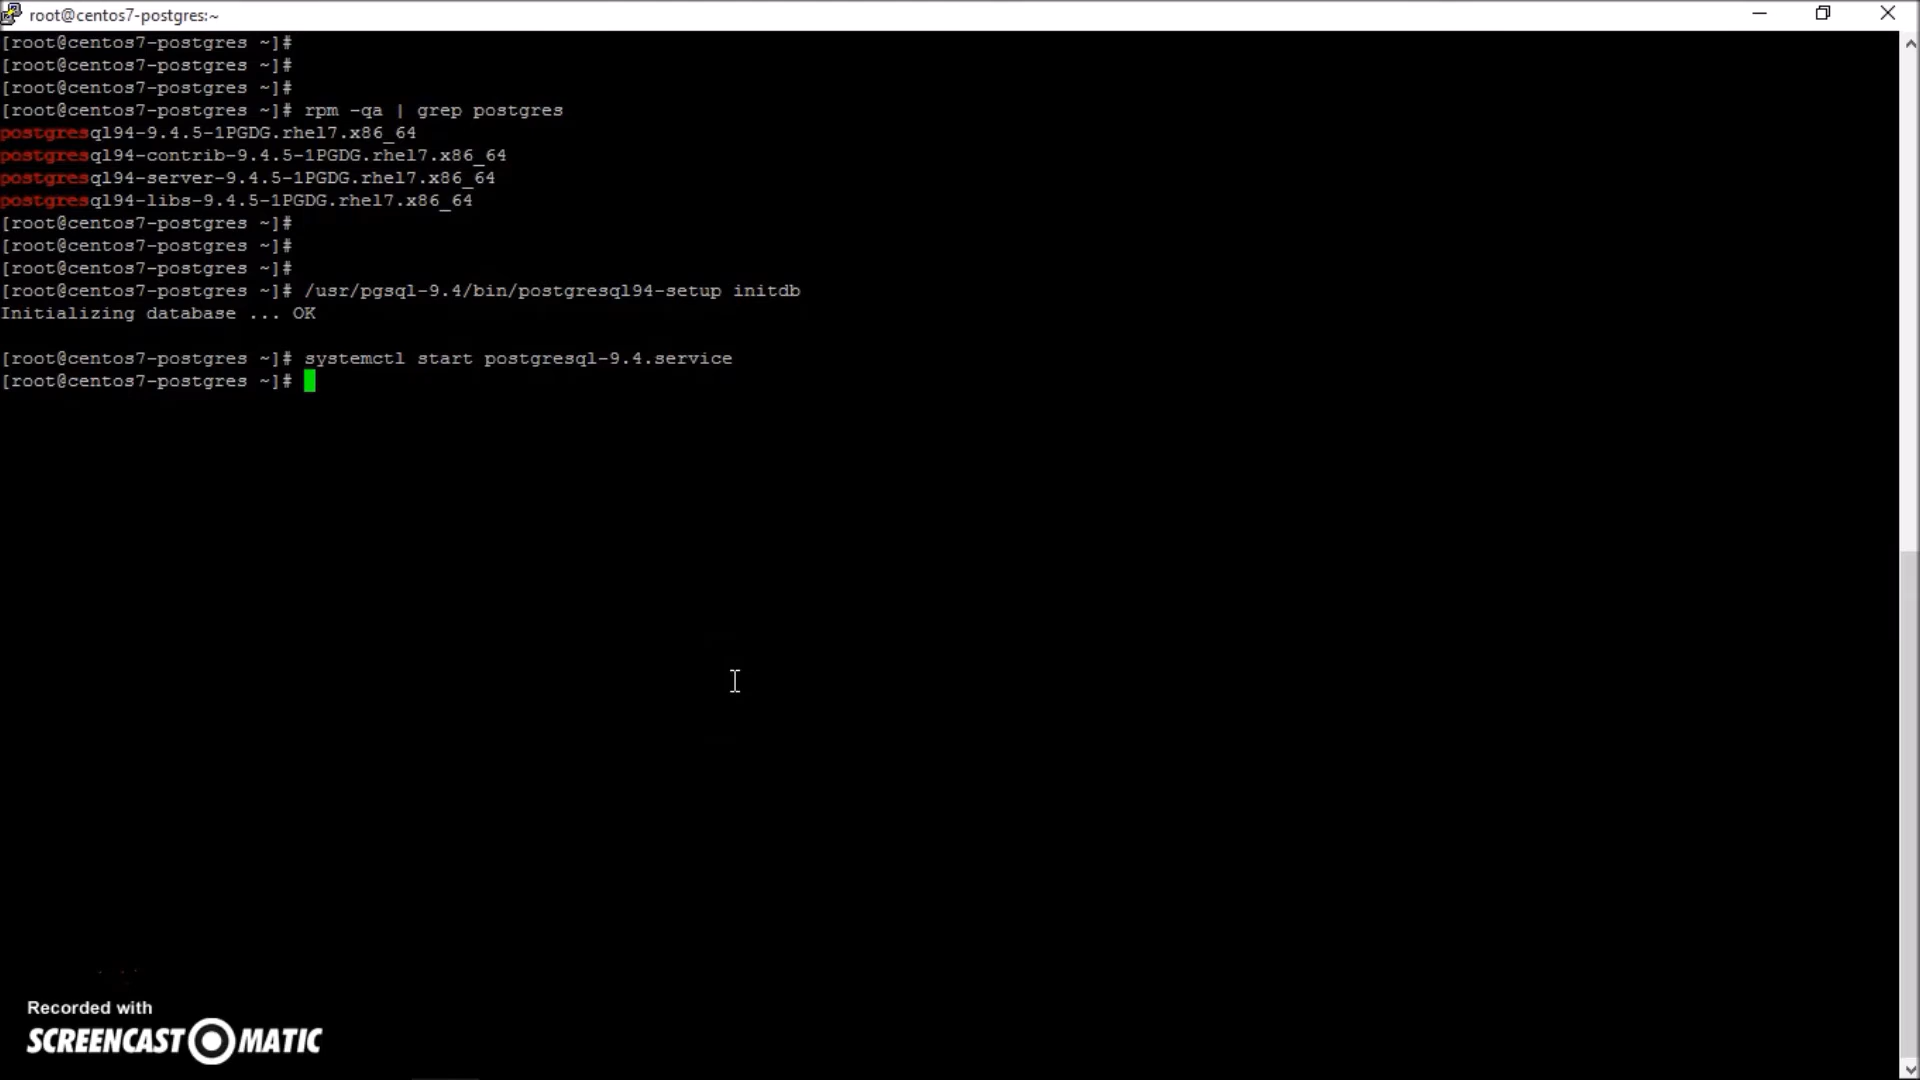 root@centos7-postgres:~
[root@centos7-postgres ~]#
[root@centos7-postgres ~]#
[root@centos7-postgres ~]#
[root@centos7-postgres ~]# rpm -qa | grep postgres
postgresql94-9.4.5-1PGDG.rhel7.x86_64
postgresql94-contrib-9.4.5-1PGDG.rhel7.x86_64
postgresql94-server-9.4.5-1PGDG.rhel7.x86_64
postgresql94-libs-9.4.5-1PGDG.rhel7.x86_64
[root@centos7-postgres ~]#
[root@centos7-postgres ~]#
[root@centos7-postgres ~]#
[root@centos7-postgres ~]# /usr/pgsql-9.4/bin/postgresql94-setup initdb
Initializing database ... OK
[root@centos7-postgres ~]# systemctl start postgresql-9.4.service
[root@centos7-postgres ~]#
Recorded with
SCREENCAST MATIC